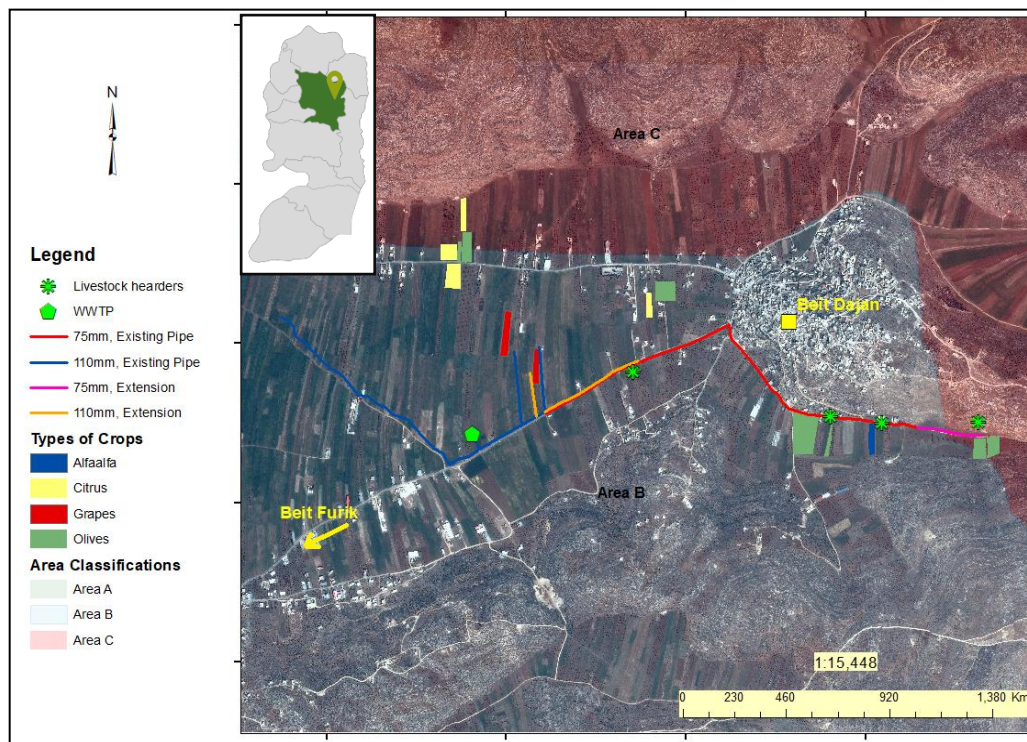 N
Area C
Legend
Livestock hearders
WWTP
75mm, Existing Pipe
110mm, Existing Pipe
75mm, Extension
110mm, Extension
Types of Crops
Alfaalfa
Citrus
Grapes
Olives
Area Classifications
Area A
Area B
Area C
Beit Dajan
Area B
Beit Furik
1:15,448
0 230 460 920 1,380 Km